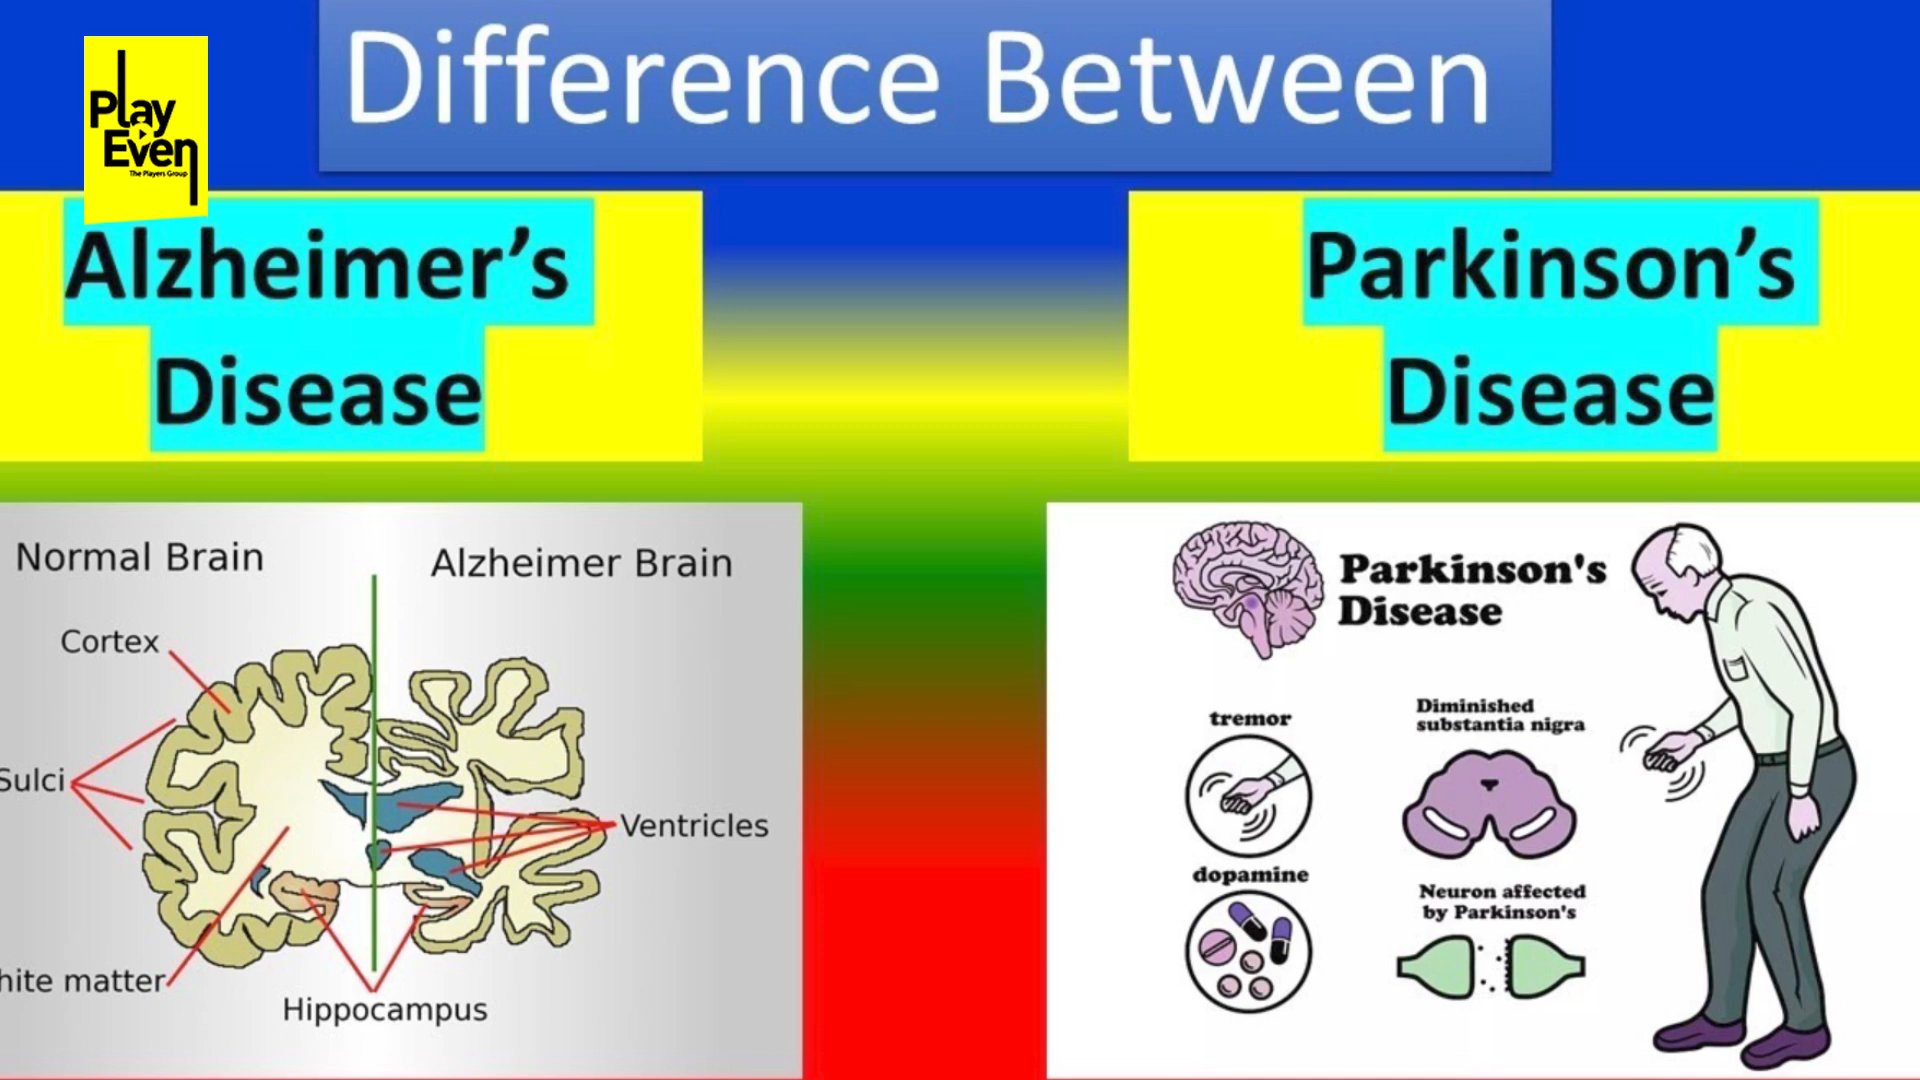 Difference Between
Play
Even
The Players Group
Alzheimer's
Disease
Parkinson's
Disease
Normal Brain
Alzheimer Brain
Cortex
Sulci
Ventricles
hite matter
Hippocampus
Parkinson's
Disease
tremor
Diminished
substantia nigra
dopamine
Neuron affected
by Parkinson's